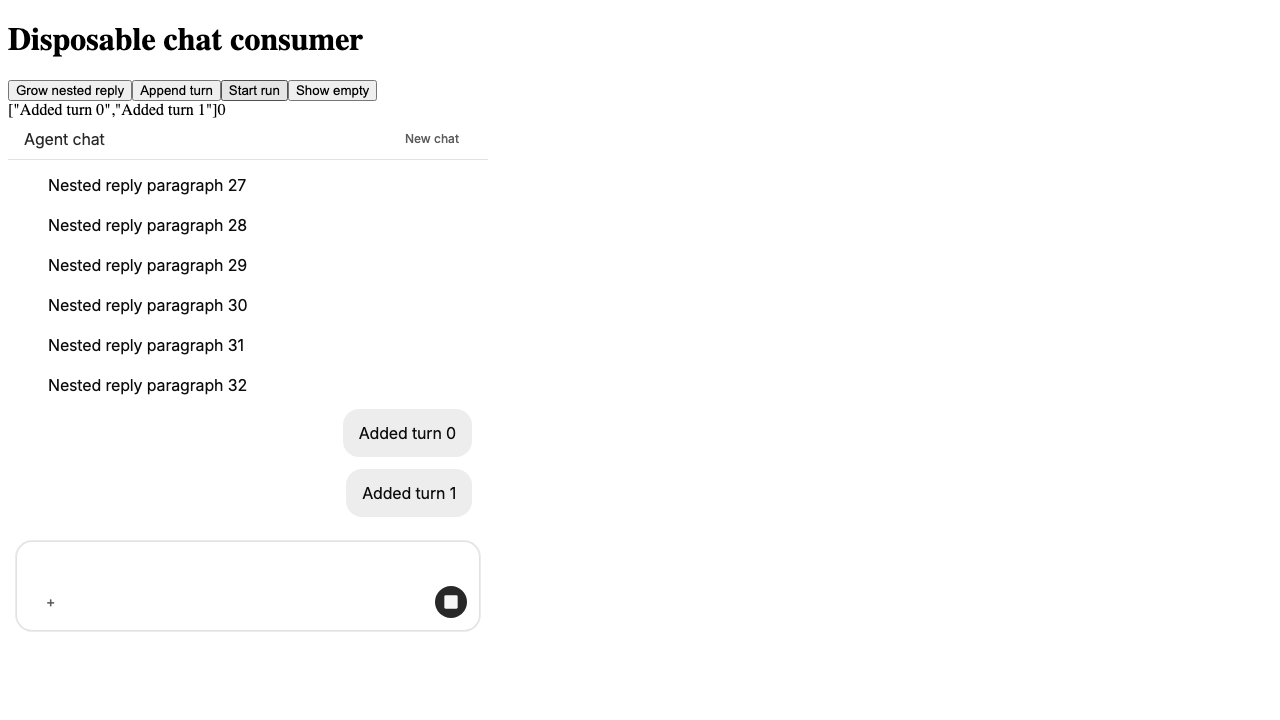 Disposable chat consumer
Grow nested reply Append turn Start run Show empty
["Added turn 0","Added turn 1"]0
Agent chat New chat
Nested reply paragraph 27
Nested reply paragraph 28
Nested reply paragraph 29
Nested reply paragraph 30
Nested reply paragraph 31
Nested reply paragraph 32
Added turn 0
Added turn 1
+